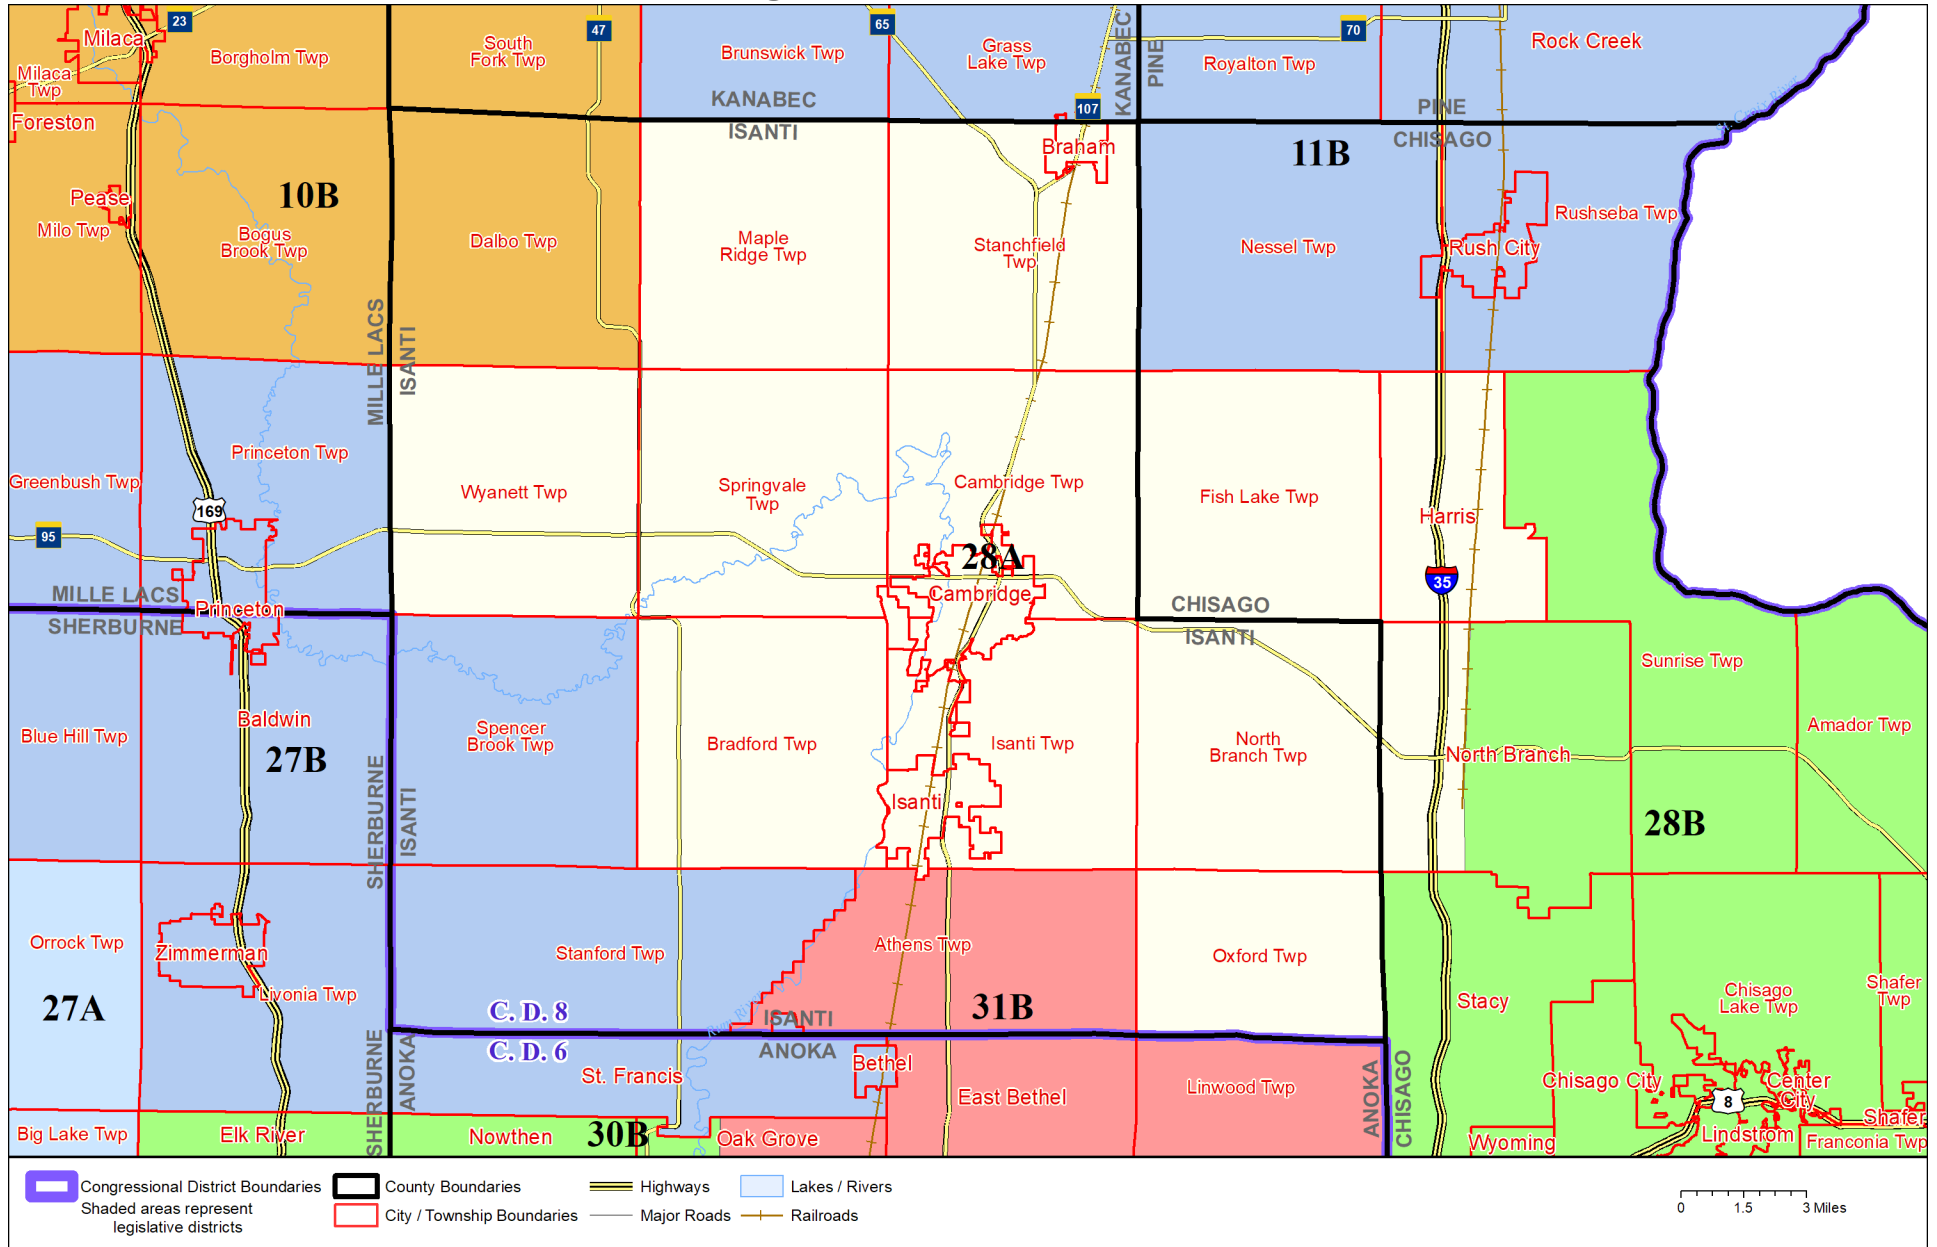 23
47
65
70
Milaca
Borgholm Twp
South
Fork Twp
Brunswick Twp
Grass
Lake Twp
KANABEC
PINE
Royalton Twp
Rock Creek
Milaca
Twp
Foreston
KANABEC
ISANTI
107
PINE
CHISAGO
St. Croix River
Braham
11B
Pease
10B
Milo Twp
Bogus
Brook Twp
Dalbo Twp
Maple
Ridge Twp
Stanchfield
Twp
Nessel Twp
Rush City
Rushseba Twp
MILLE LACS
ISANTI
Princeton Twp
Greenbush Twp
Wyanett Twp
Springvale
Twp
Cambridge Twp
Fish Lake Twp
Harris
169
95
28A
Cambridge
35
MILLE LACS
SHERBURNE
Princeton
CHISAGO
ISANTI
Sunrise Twp
Baldwin
Blue Hill Twp
27B
Spencer
Brook Twp
Bradford Twp
Isanti Twp
North
Branch Twp
North Branch
Amador Twp
SHERBURNE
ISANTI
Isanti
28B
Orrock Twp
Zimmerman
Livonia Twp
27A
Stanford Twp
Athens Twp
Oxford Twp
Stacy
Chisago
Lake Twp
Shafer
Twp
C. D. 8
C. D. 6
ISANTI
ANOKA
31B
SHERBURNE
ANOKA
St. Francis
Bethel
East Bethel
Linwood Twp
ANOKA
CHISAGO
Chisago City
Center
City
8
Big Lake Twp
Elk River
Nowthen
30B
Oak Grove
Wyoming
Lindstrom
Shafer
Franconia Twp
Congressional District Boundaries
Shaded areas represent
legislative districts
County Boundaries
City / Township Boundaries
Highways
Major Roads
Lakes / Rivers
Railroads
0 1.5 3 Miles